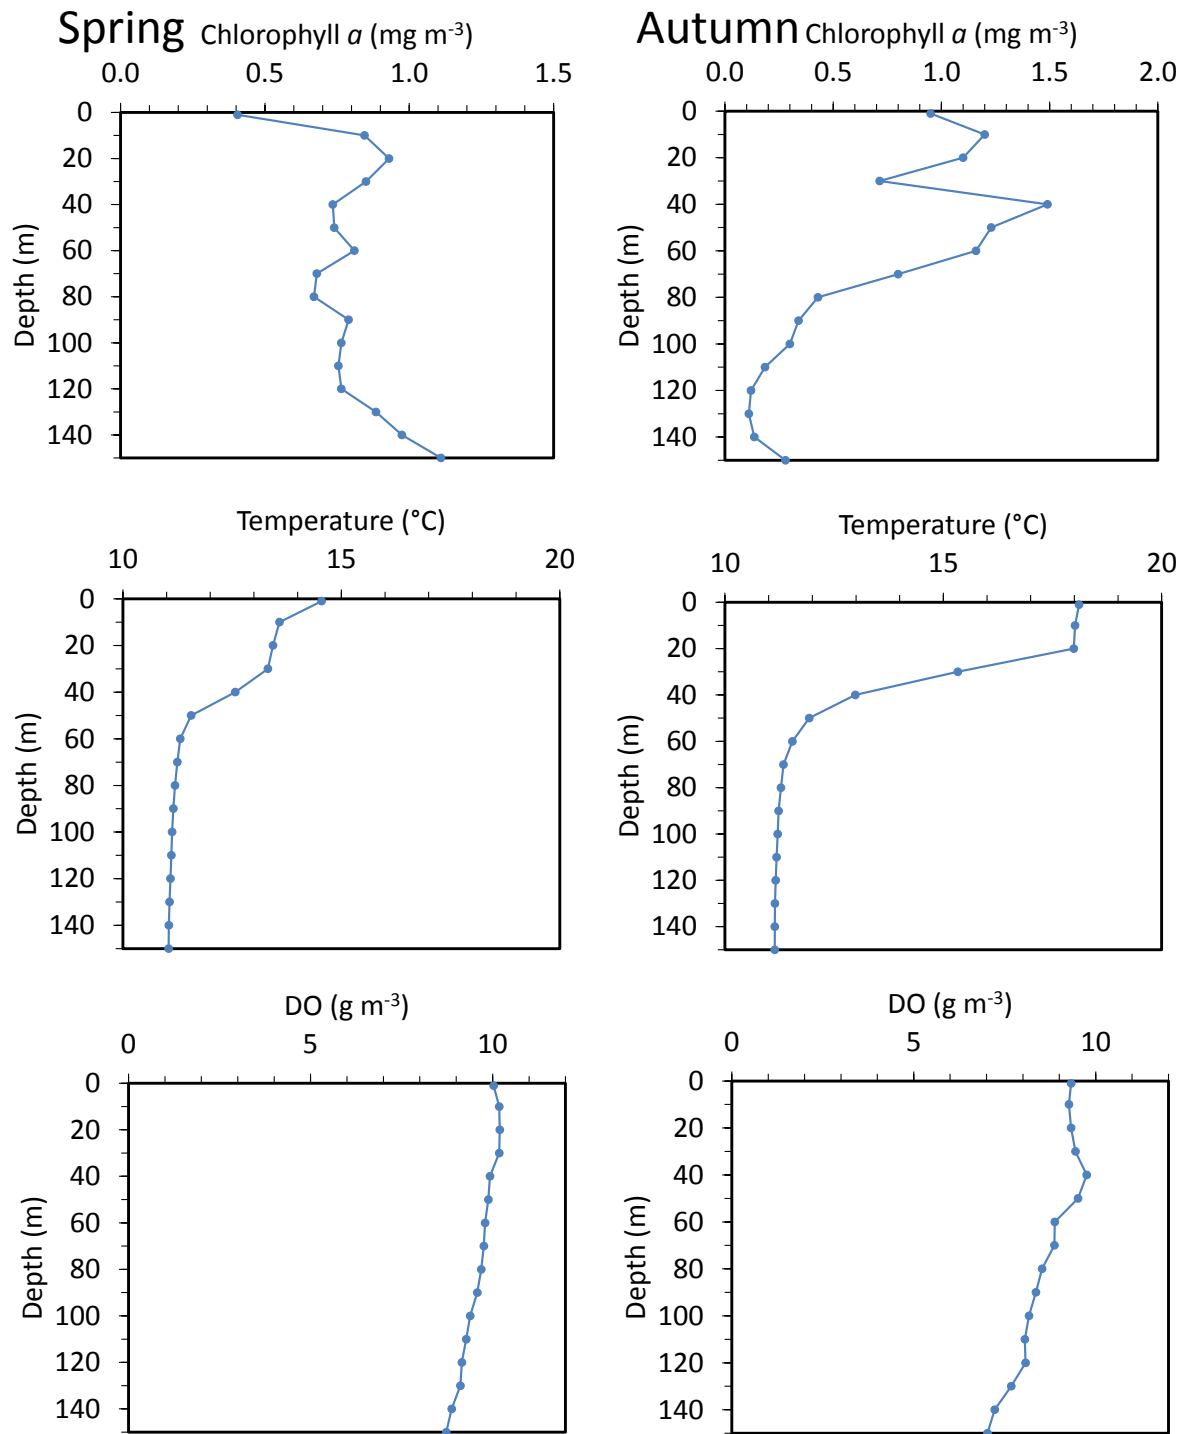 Spring Chlorophyll a (mg m-3)
0.0 0.5 1.0 1.5
0
20
40
60
80
100
120
140
Depth (m)
Autumn Chlorophyll a (mg m-3)
0.0 0.5 1.0 1.5 2.0
0
20
40
60
80
100
120
140
Depth (m)
Temperature (°C)
10 15 20
0
20
40
60
80
100
120
140
Depth (m)
Temperature (°C)
10 15 20
0
20
40
60
80
100
120
140
Depth (m)
DO (g m-3)
0 5 10
0
20
40
60
80
100
120
140
Depth (m)
DO (g m-3)
0 5 10
0
20
40
60
80
100
120
140
Depth (m)